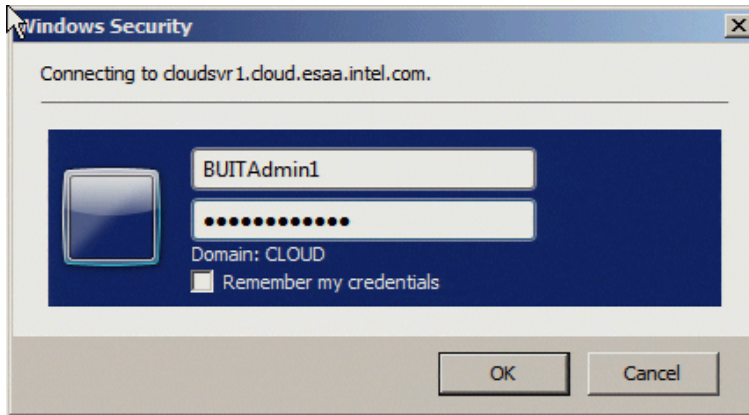 Windows Security
Connecting to cloudsvr1.cloud.esaa.intel.com.
BUITAdmin1
●●●●●●●●●●●●
Domain: CLOUD
Remember my credentials
OK
Cancel